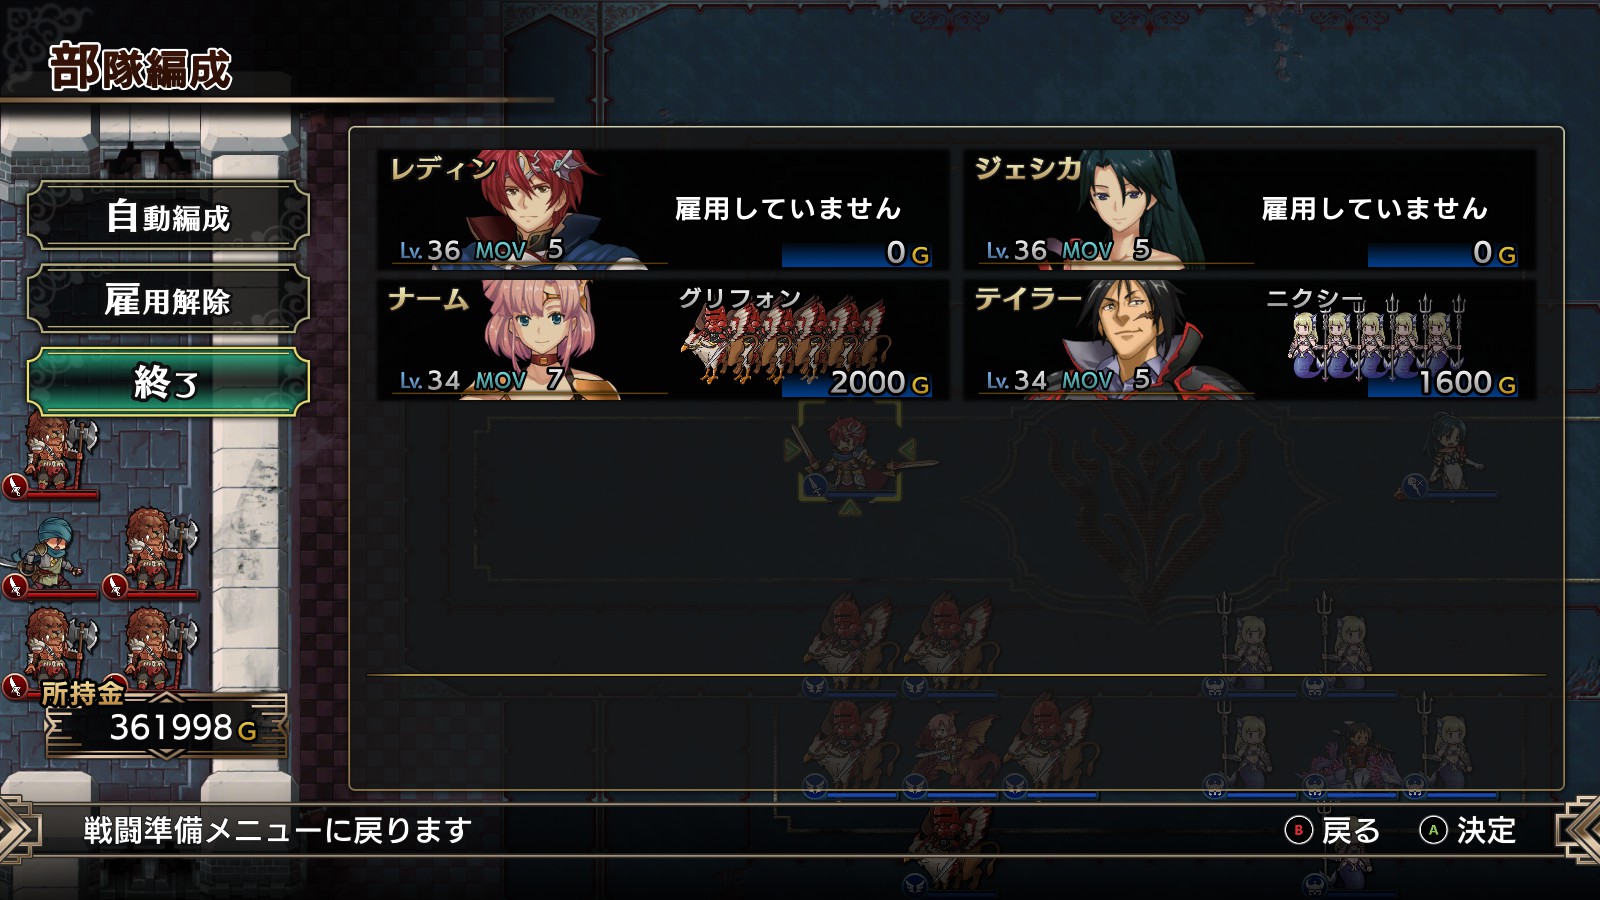 部隊編成
自動編成
雇用解除
終了
所持金
361998G
レディン
Lv.36 MOV 5
雇用していません
0G
ジェシカ
Lv.36 MOV 5
雇用していません
0G
ナーム
Lv.34 MOV 7
グリフォン
2000G
テイラー
Lv.34 MOV 5
ニクシー
1600G
戦闘準備メニューに戻ります
B 戻る A 決定